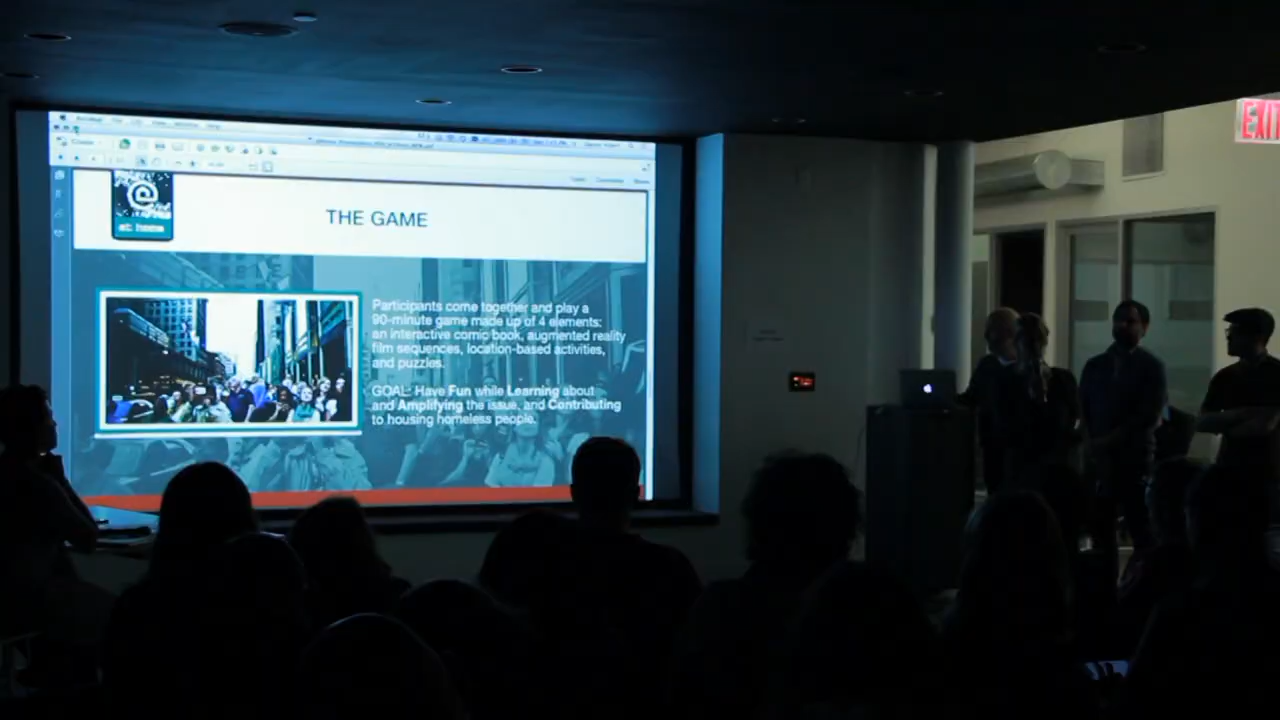 EXIT
@
at home
THE GAME
Participants come together and play a
90-minute game made up of 4 elements:
an interactive comic book, augmented reality
film sequences, location-based activities,
and puzzles.
GOAL: Have Fun while Learning about
and Amplifying the issue, and Contributing
to housing homeless people.